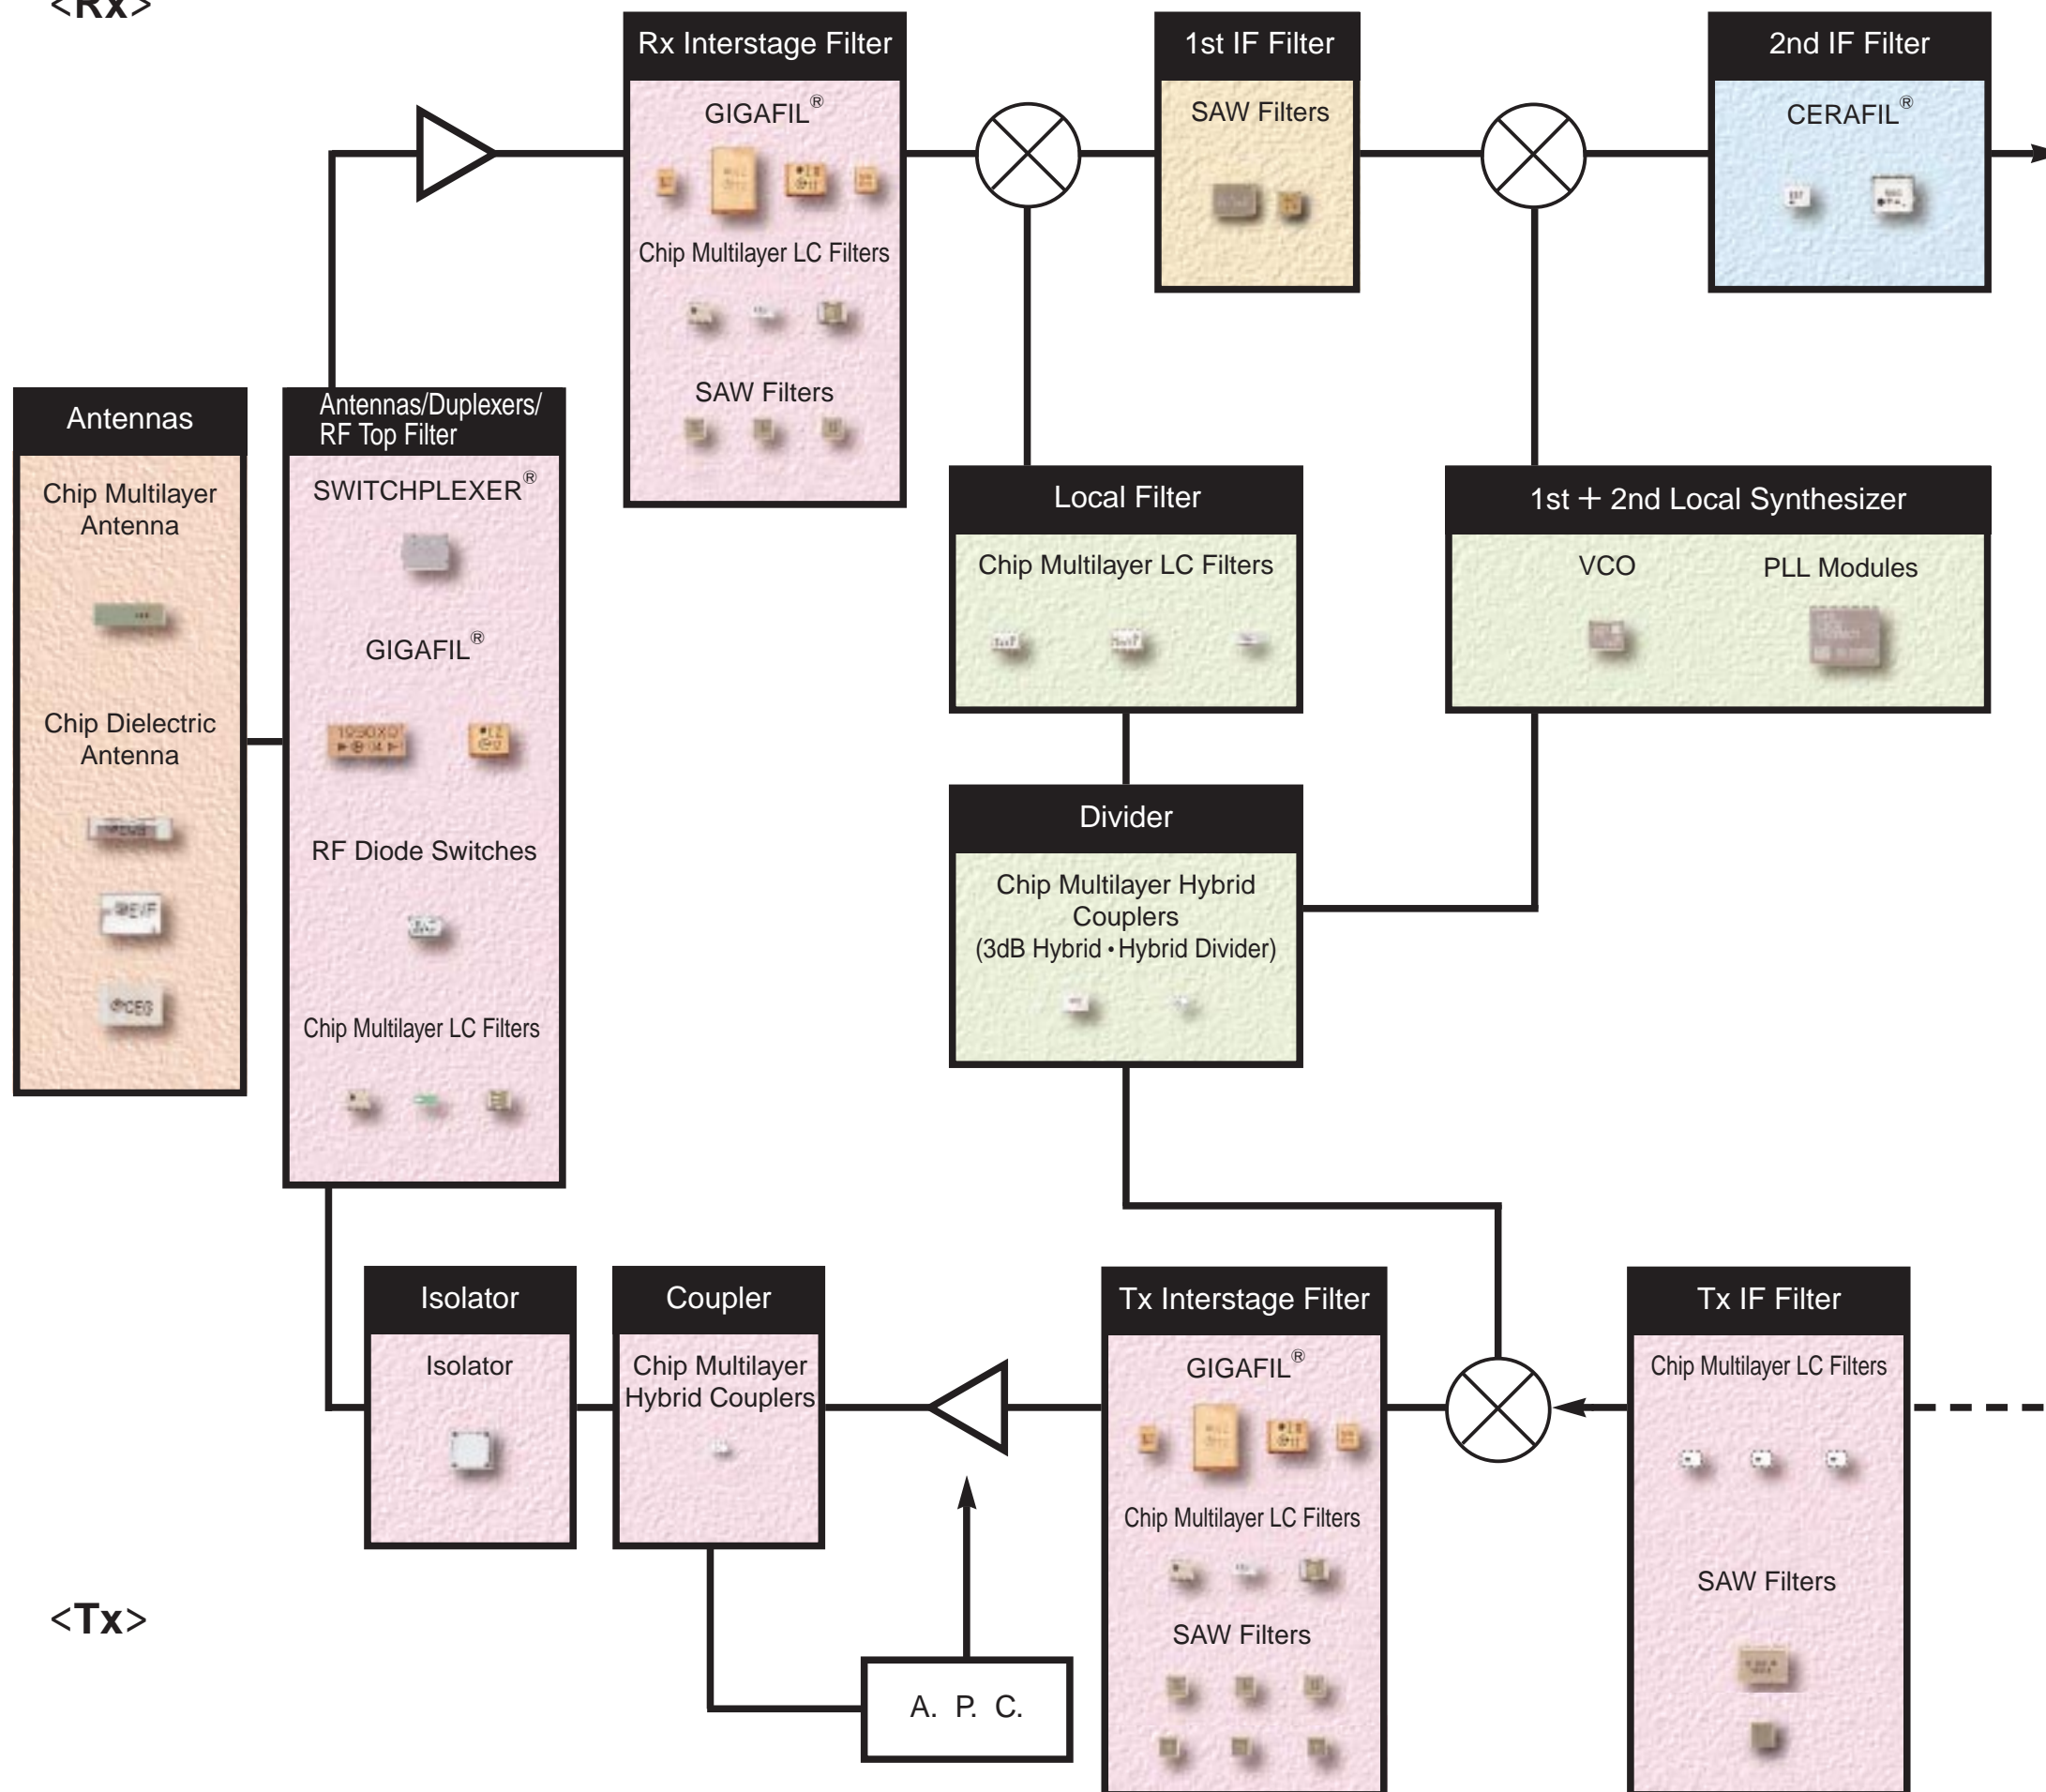 <Rx>
Rx Interstage Filter
GIGAFIL®
Chip Multilayer LC Filters
SAW Filters
1st IF Filter
SAW Filters
2nd IF Filter
CERAFIL®
Antennas
Chip Multilayer
Antenna
Chip Dielectric
Antenna
Antennas/Duplexers/
RF Top Filter
SWITCHPLEXER®
GIGAFIL®
RF Diode Switches
Chip Multilayer LC Filters
Local Filter
Chip Multilayer LC Filters
1st + 2nd Local Synthesizer
VCO
PLL Modules
Divider
Chip Multilayer Hybrid
Couplers
(3dB Hybrid・Hybrid Divider)
Isolator
Isolator
Coupler
Chip Multilayer
Hybrid Couplers
Tx Interstage Filter
GIGAFIL®
Chip Multilayer LC Filters
SAW Filters
Tx IF Filter
Chip Multilayer LC Filters
SAW Filters
<Tx>
A. P. C.